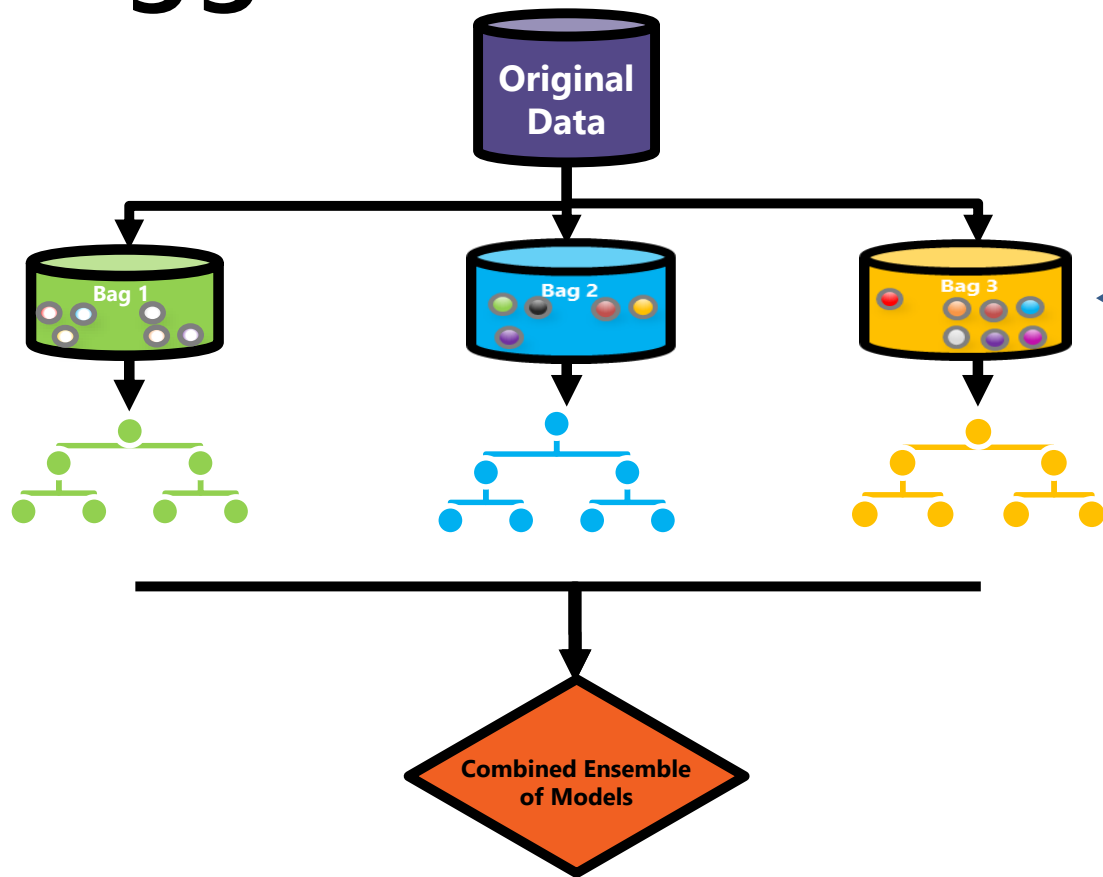 Original
Data
Bag 1
Bag 2
Bag 3
Combined Ensemble
of Models